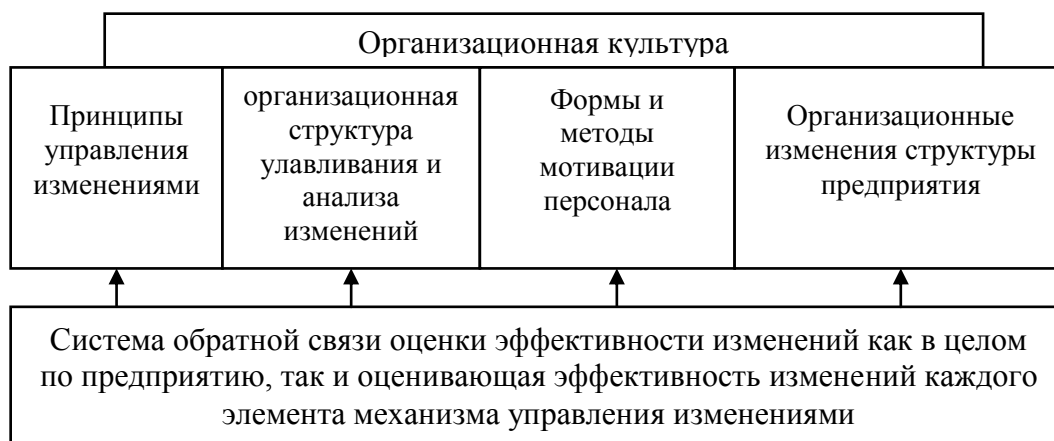 Организационная культура
Принципы
управления
изменениями
организационная
структура
улавливания и
анализа
изменений
Формы и
методы
мотивации
персонала
Организационные
изменения структуры
предприятия
Система обратной связи оценки эффективности изменений как в целом
по предприятию, так и оценивающая эффективность изменений каждого
элемента механизма управления изменениями